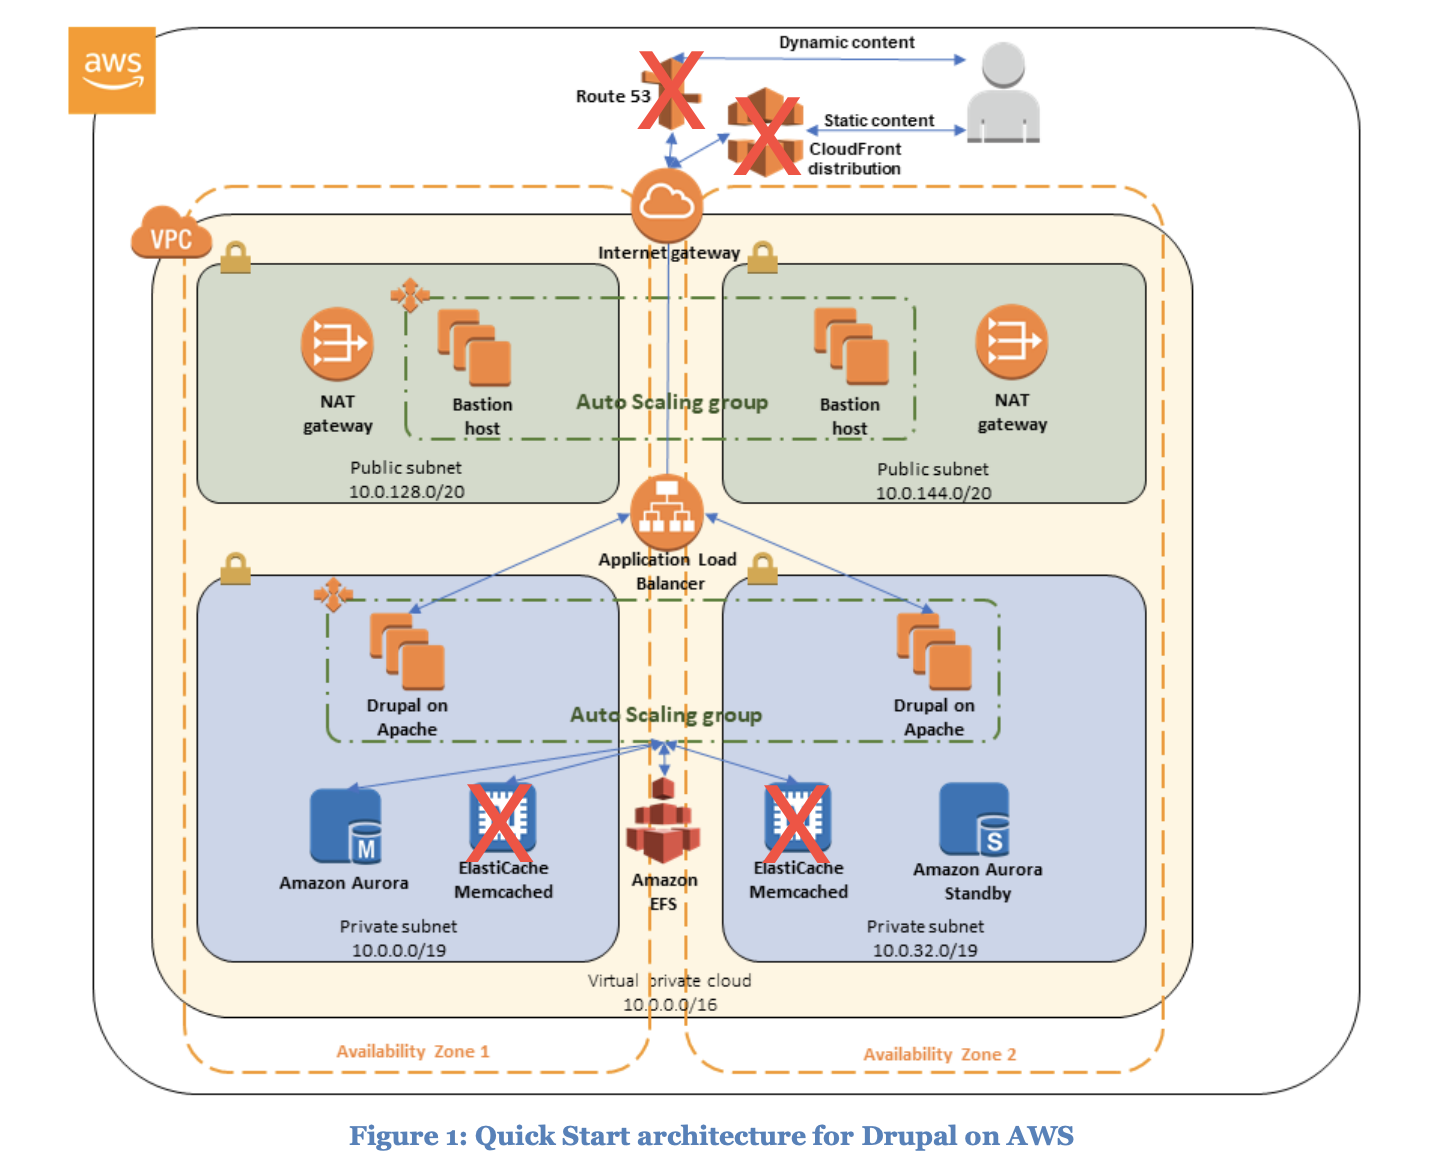 aws
Dynamic content
Route 53
Static content
CloudFront
distribution
VPC
Internet gateway
NAT
gateway
Bastion
host
Auto Scaling group
Bastion
host
NAT
gateway
Public subnet
10.0.128.0/20
Public subnet
10.0.144.0/20
Application Load
Balancer
Drupal on
Apache
Auto Scaling group
Drupal on
Apache
M
Amazon Aurora
ElastiCache
Memcached
Amazon
EFS
ElastiCache
Memcached
S
Amazon Aurora
Standby
Private subnet
10.0.0.0/19
Private subnet
10.0.32.0/19
Virtual private cloud
10.0.0.0/16
Availability Zone 1
Availability Zone 2
Figure 1: Quick Start architecture for Drupal on AWS